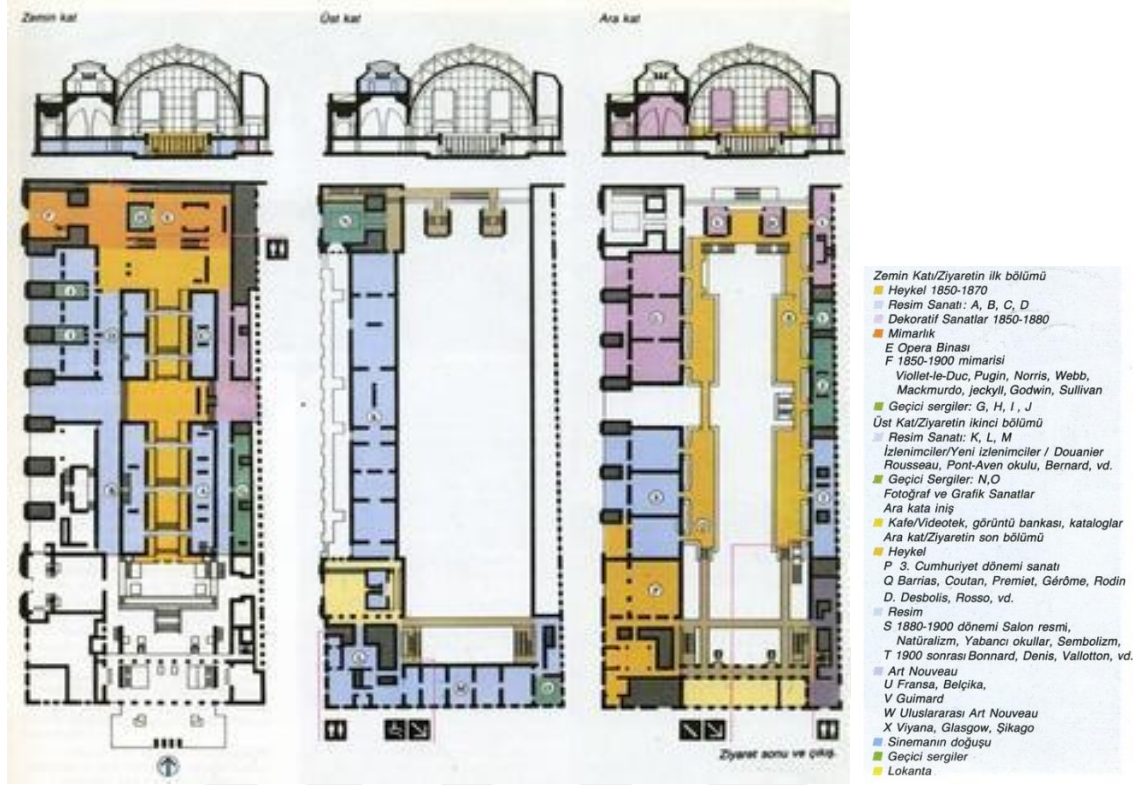 Zemin kat
Üst kat
Ara kat
Ziyaret sonu ve çıkış.
Zemin Katı/Ziyaretin ilk bölümü
Heykel 1850-1870
Resim Sanatı: A, B, C, D
Dekoratif Sanatlar 1850-1880
Mimarlık
E Opera Binası
F 1850-1900 mimarisi
Viollet-le-Duc, Pugin, Norris, Webb,
Mackmurdo, jeckyll, Godwin, Sullivan
Geçici sergiler: G, H, I , J
Üst Kat/Ziyaretin ikinci bölümü
Resim Sanatı: K, L, M
İzlenimciler/Yeni izlenimciler / Douanier
Rousseau, Pont-Aven okulu, Bernard, vd.
Geçici Sergiler: N,O
Fotoğraf ve Grafik Sanatlar
Ara kata iniş
Kafe/Videotek, görüntü bankası, kataloglar
Ara kat/Ziyaretin son bölümü
Heykel
P 3. Cumhuriyet dönemi sanatı
Q Barrias, Coutan, Premiet, Gérôme, Rodin
D. Desbolis, Rosso, vd.
Resim
S 1880-1900 dönemi Salon resmi,
Natüralizm, Yabancı okullar, Sembolizm,
T 1900 sonrası Bonnard, Denis, Vallotton, vd.
Art Nouveau
U Fransa, Belçika,
V Guimard
W Uluslararası Art Nouveau
X Viyana, Glasgow, Şikago
Sinemanın doğuşu
Geçici sergiler
Lokanta